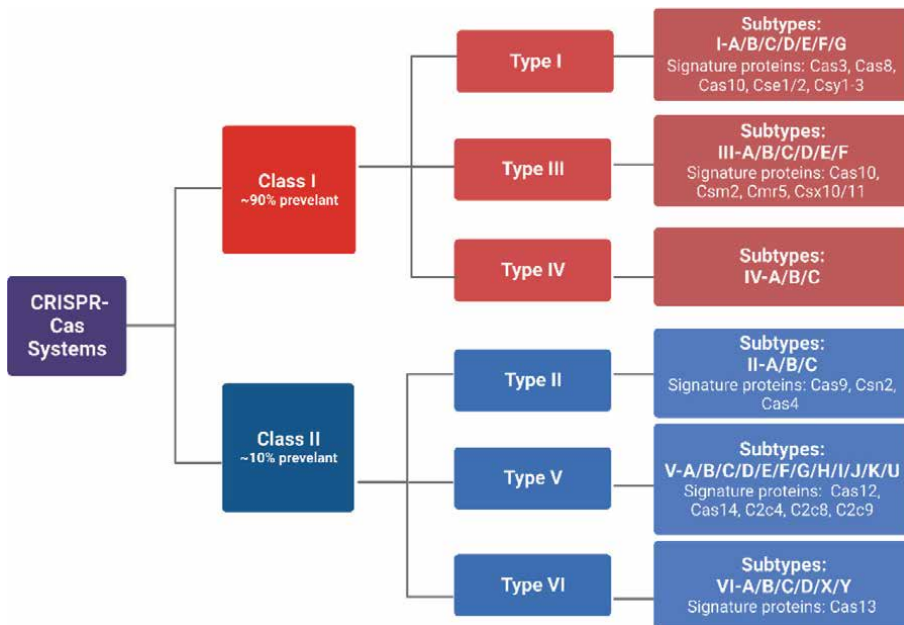 CRISPR-
Cas
Systems
Class I
~90% prevelant
Type I
Subtypes:
I-A/B/C/D/E/F/G
Signature proteins: Cas3, Cas8,
Cas10, Cse1/2, Csy1-3
Type III
Subtypes:
III-A/B/C/D/E/F
Signature proteins: Cas10,
Csm2, Cmr5, Csx10/11
Type IV
Subtypes:
IV-A/B/C
Class II
~10% prevelant
Type II
Subtypes:
II-A/B/C
Signature proteins: Cas9, Csn2,
Cas4
Type V
Subtypes:
V-A/B/C/D/E/F/G/H/I/J/K/U
Signature proteins: Cas12,
Cas14, C2c4, C2c8, C2c9
Type VI
Subtypes:
VI-A/B/C/D/X/Y
Signature proteins: Cas13